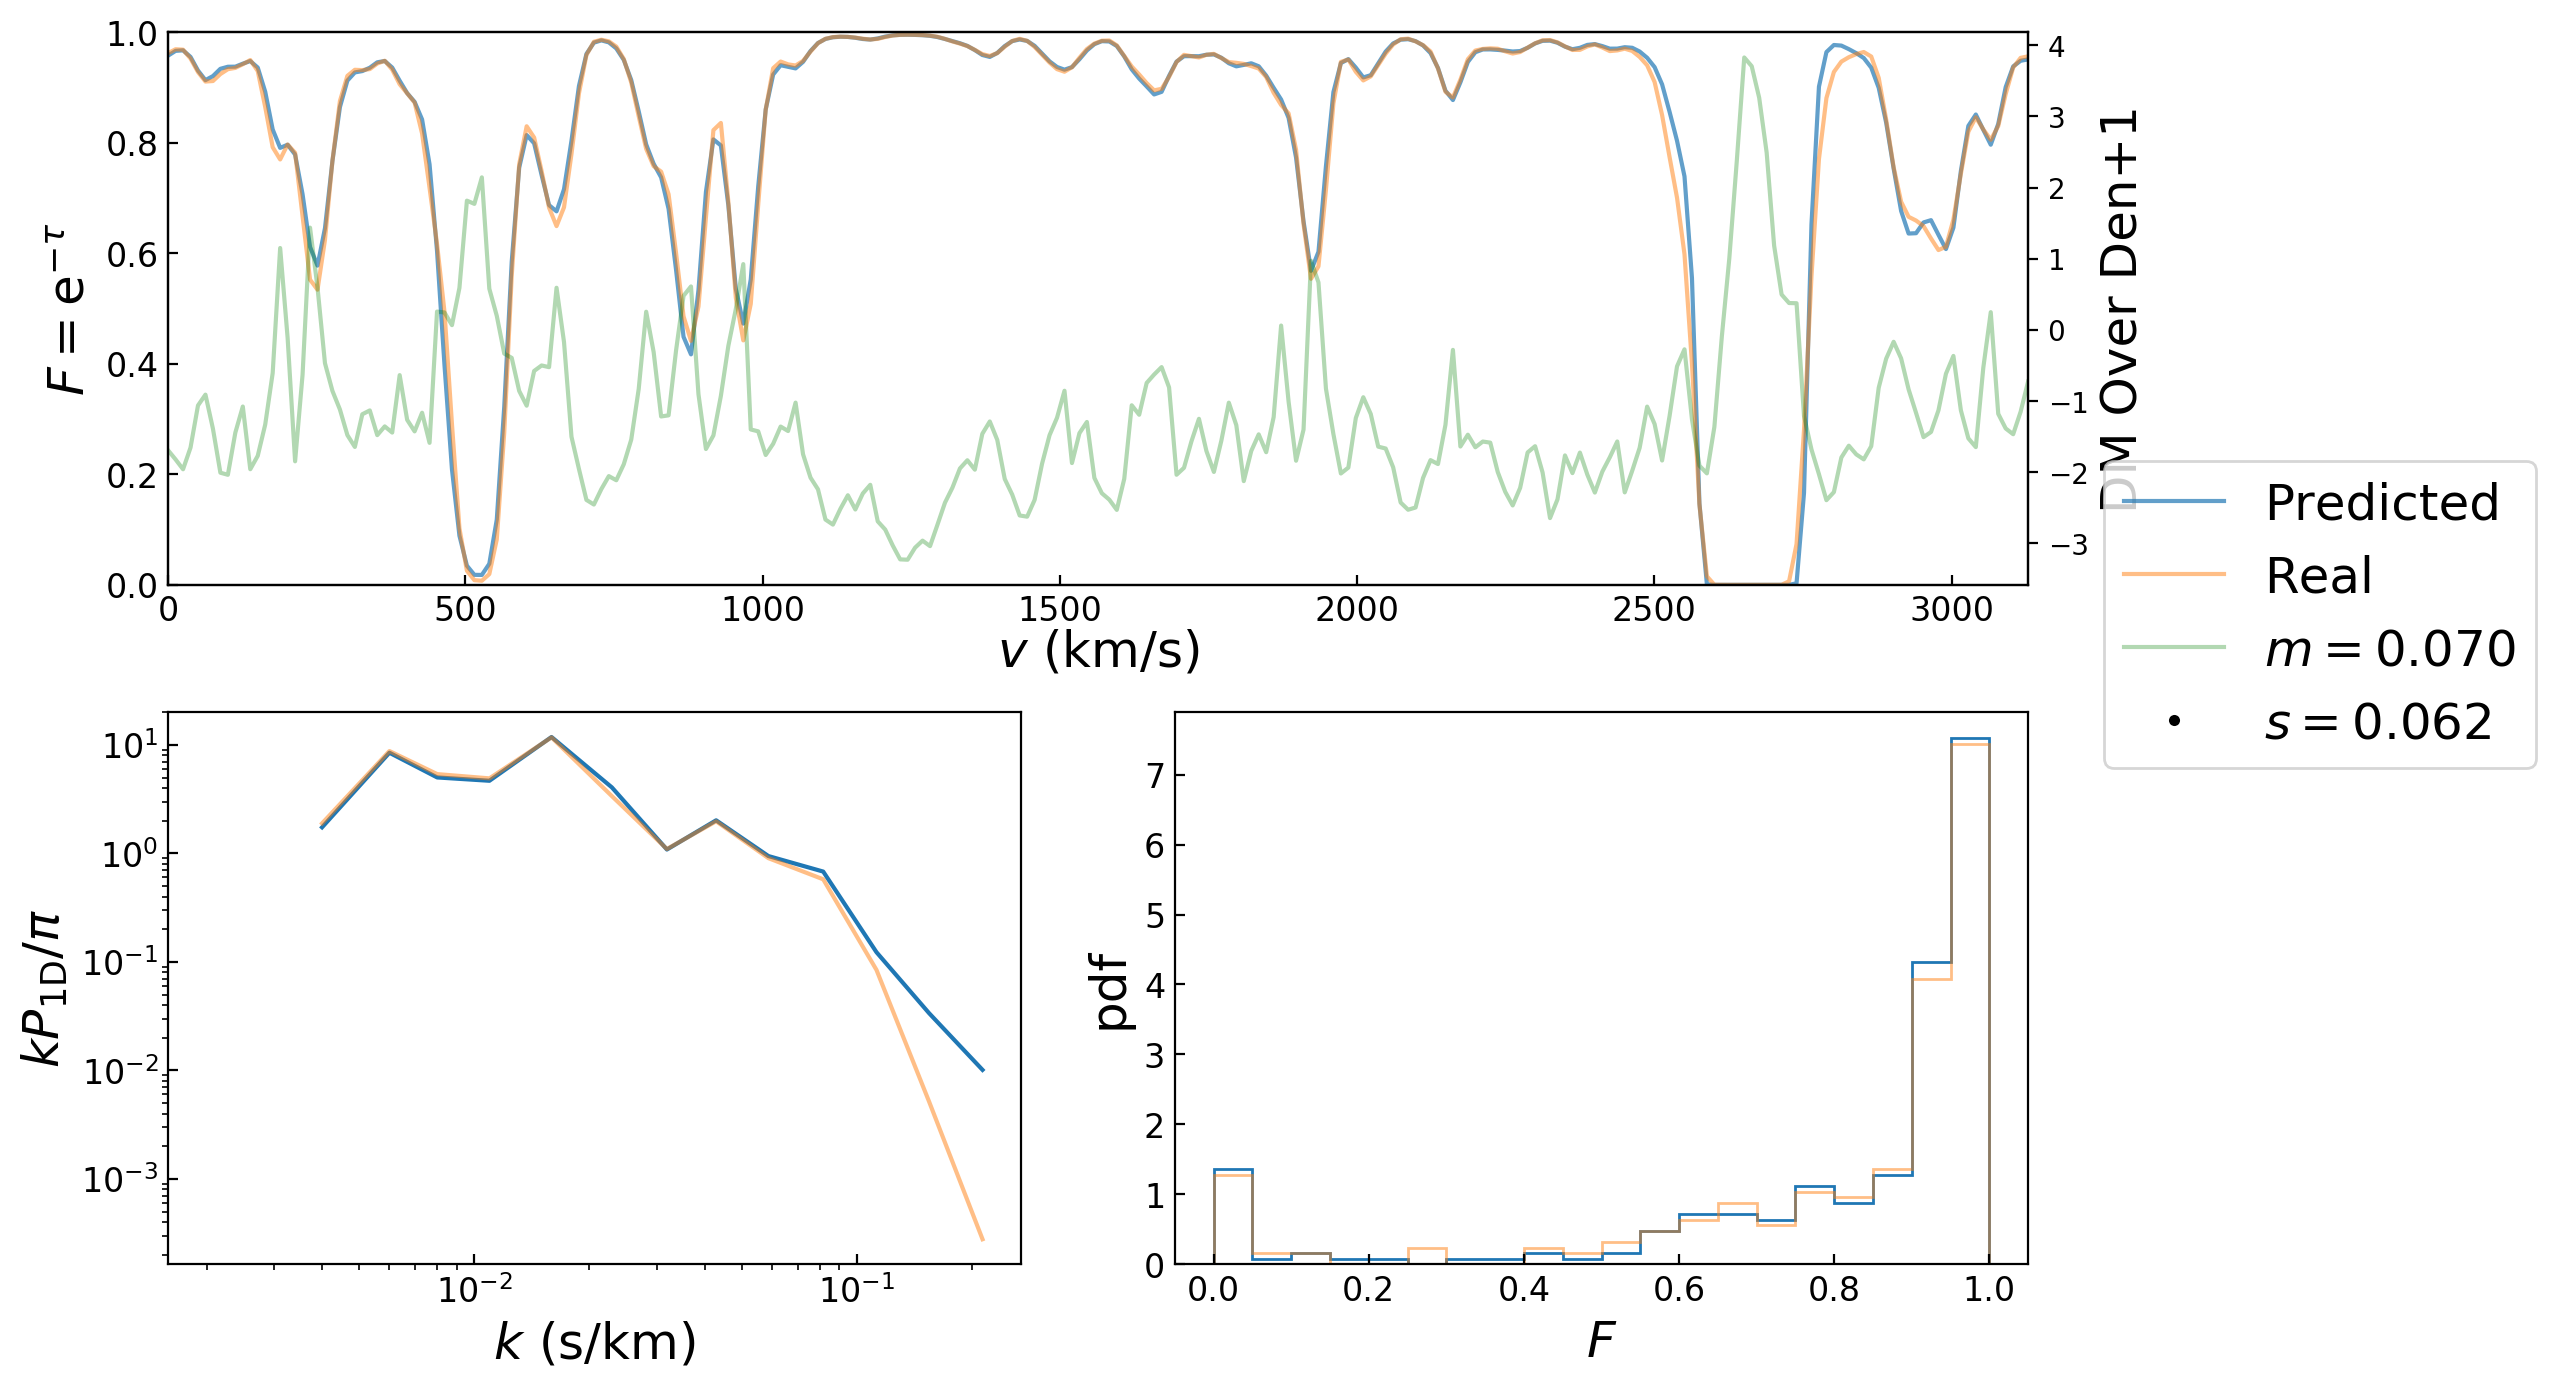 1.0
0.8
0.6
0.4
0.2
0.0
F = e^{−τ}
4
3
2
1
0
−1
−2
−3
DM Over Den+1
0 500 1000 1500 2000 2500 3000
v (km/s)
Predicted
Real
m = 0.070
s = 0.062
10^1
10^0
10^{−1}
10^{−2}
10^{−3}
kP_{1D}/π
10^{−2} 10^{−1}
k (s/km)
7
6
5
4
3
2
1
0
pdf
0.0 0.2 0.4 0.6 0.8 1.0
F